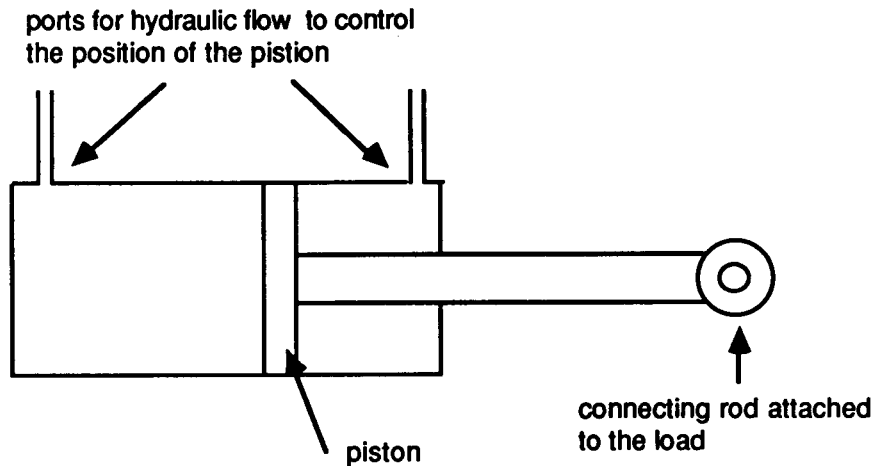 ports for hydraulic flow to control
the position of the pistion
connecting rod attached
to the load
piston